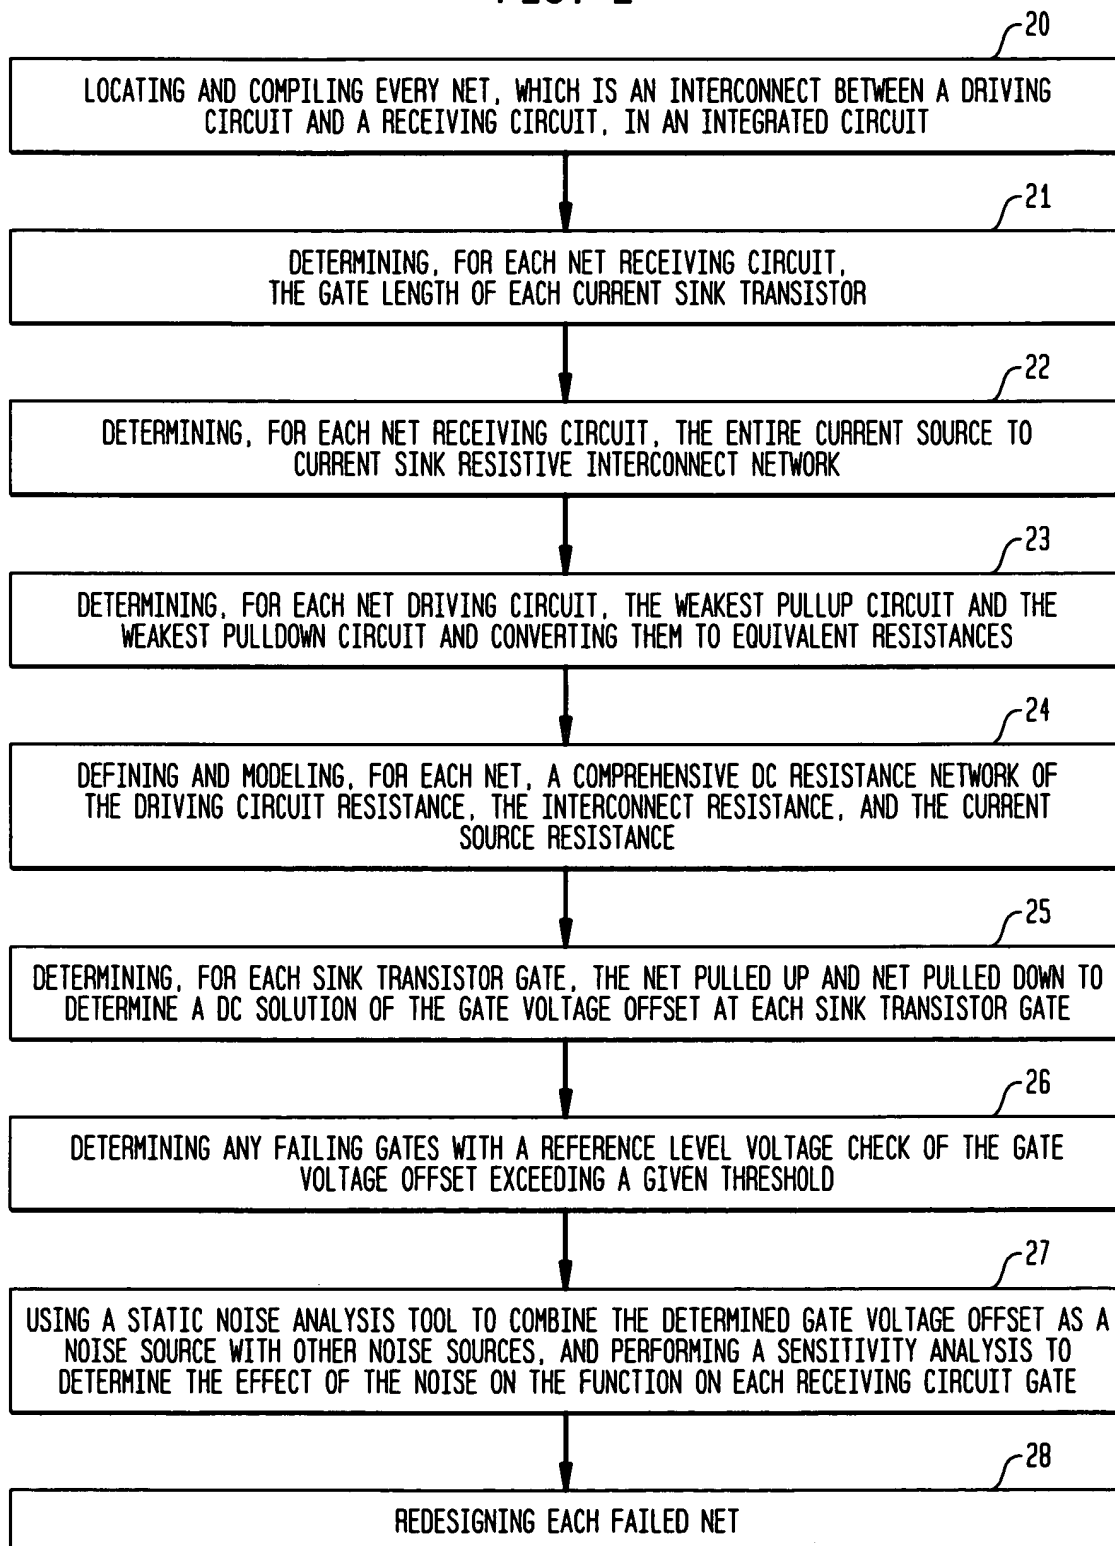 20
LOCATING AND COMPILING EVERY NET, WHICH IS AN INTERCONNECT BETWEEN A DRIVING
CIRCUIT AND A RECEIVING CIRCUIT, IN AN INTEGRATED CIRCUIT
21
DETERMINING, FOR EACH NET RECEIVING CIRCUIT,
THE GATE LENGTH OF EACH CURRENT SINK TRANSISTOR
22
DETERMINING, FOR EACH NET RECEIVING CIRCUIT, THE ENTIRE CURRENT SOURCE TO
CURRENT SINK RESISTIVE INTERCONNECT NETWORK
23
DETERMINING, FOR EACH NET DRIVING CIRCUIT, THE WEAKEST PULLUP CIRCUIT AND THE
WEAKEST PULLDOWN CIRCUIT AND CONVERTING THEM TO EQUIVALENT RESISTANCES
24
DEFINING AND MODELING, FOR EACH NET, A COMPREHENSIVE DC RESISTANCE NETWORK OF
THE DRIVING CIRCUIT RESISTANCE, THE INTERCONNECT RESISTANCE, AND THE CURRENT
SOURCE RESISTANCE
25
DETERMINING, FOR EACH SINK TRANSISTOR GATE, THE NET PULLED UP AND NET PULLED DOWN TO
DETERMINE A DC SOLUTION OF THE GATE VOLTAGE OFFSET AT EACH SINK TRANSISTOR GATE
26
DETERMINING ANY FAILING GATES WITH A REFERENCE LEVEL VOLTAGE CHECK OF THE GATE
VOLTAGE OFFSET EXCEEDING A GIVEN THRESHOLD
27
USING A STATIC NOISE ANALYSIS TOOL TO COMBINE THE DETERMINED GATE VOLTAGE OFFSET AS A
NOISE SOURCE WITH OTHER NOISE SOURCES, AND PERFORMING A SENSITIVITY ANALYSIS TO
DETERMINE THE EFFECT OF THE NOISE ON THE FUNCTION ON EACH RECEIVING CIRCUIT GATE
28
REDESIGNING EACH FAILED NET